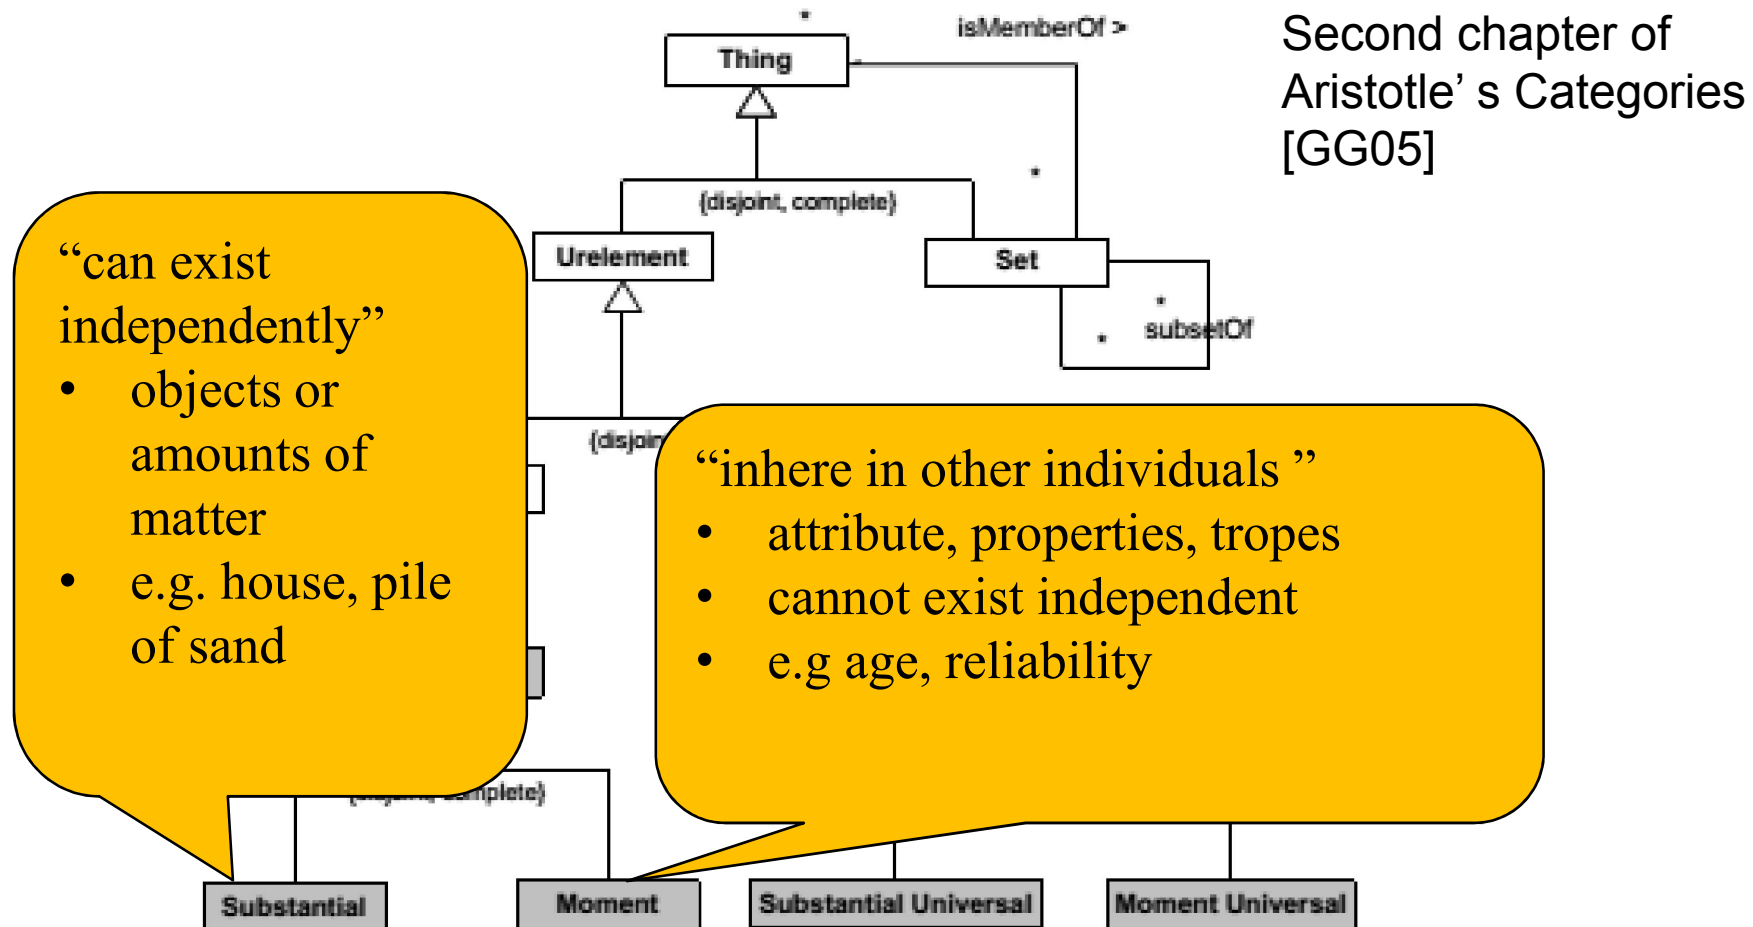 *
isMemberOf >
Second chapter of
Aristotle’ s Categories
[GG05]
Thing
*
{disjoint, complete}
Urelement
Set
*
*
subsetOf
“can exist
independently”
• objects or
amounts of
matter
• e.g. house, pile
of sand
{disjoin
“inhere in other individuals ”
• attribute, properties, tropes
• cannot exist independent
• e.g age, reliability
mplete}
Substantial
Moment
Substantial Universal
Moment Universal